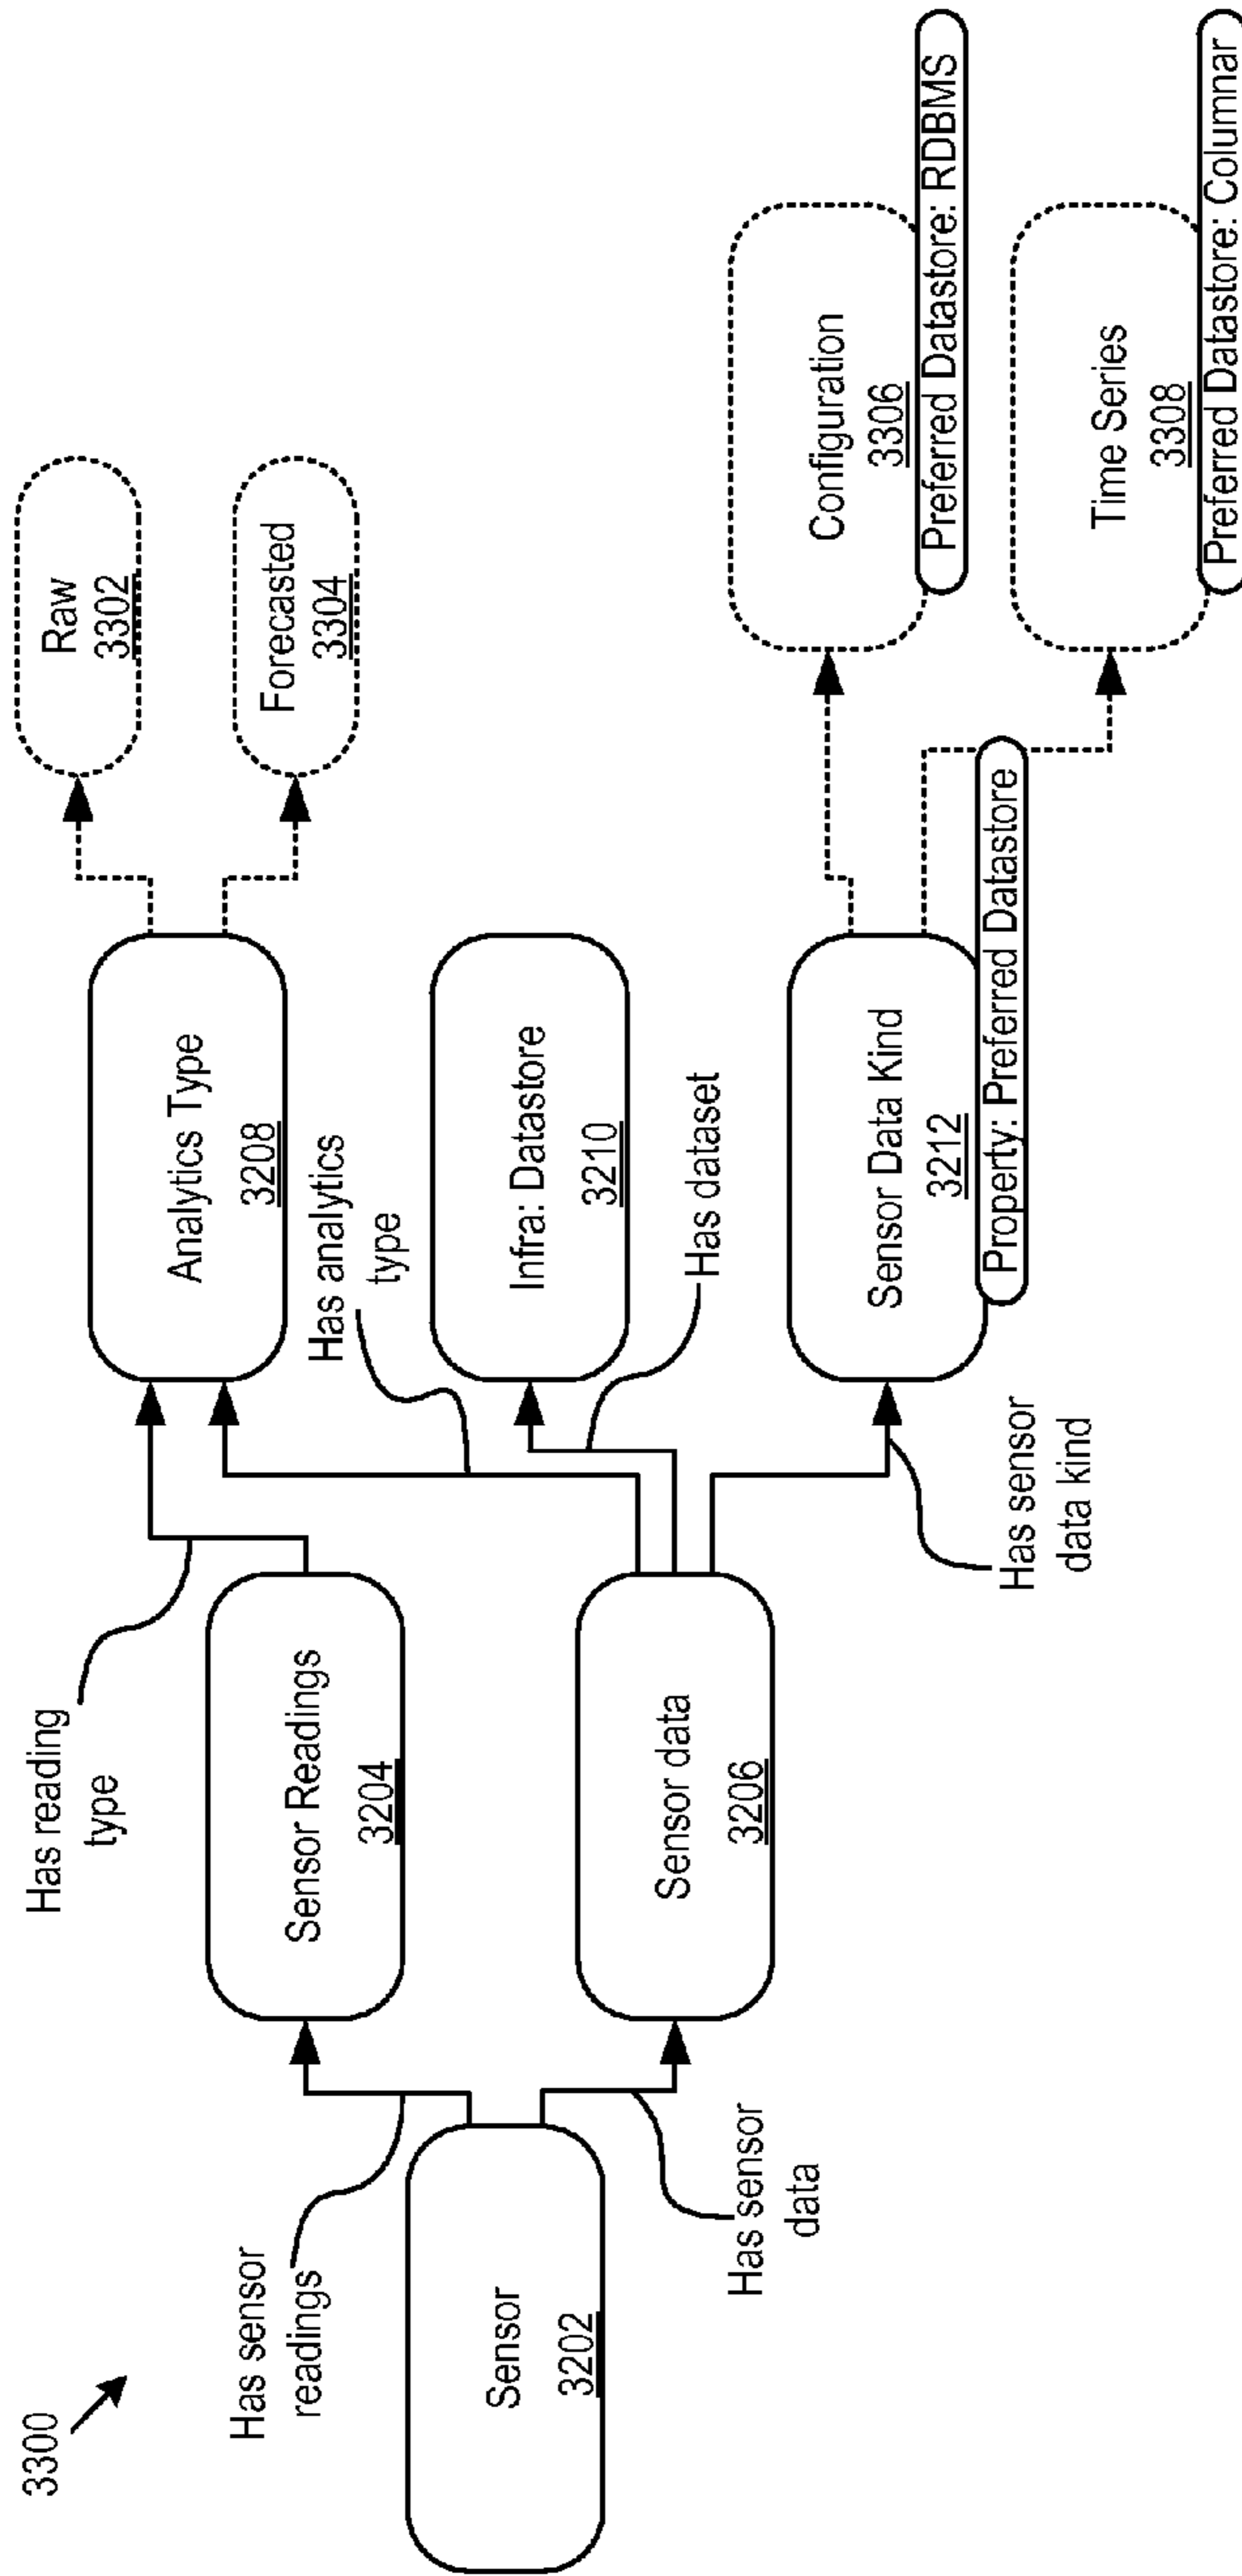 3300
Sensor
3202
Has sensor
readings
Has sensor
data
Sensor Readings
3204
Sensor data
3206
Has reading
type
Has analytics
type
Has dataset
Has sensor
data kind
Analytics Type
3208
Infra: Datastore
3210
Sensor Data Kind
3212
Property: Preferred Datastore
Raw
3302
Forecasted
3304
Configuration
3306
Preferred Datastore: RDBMS
Time Series
3308
Preferred Datastore: Columnar